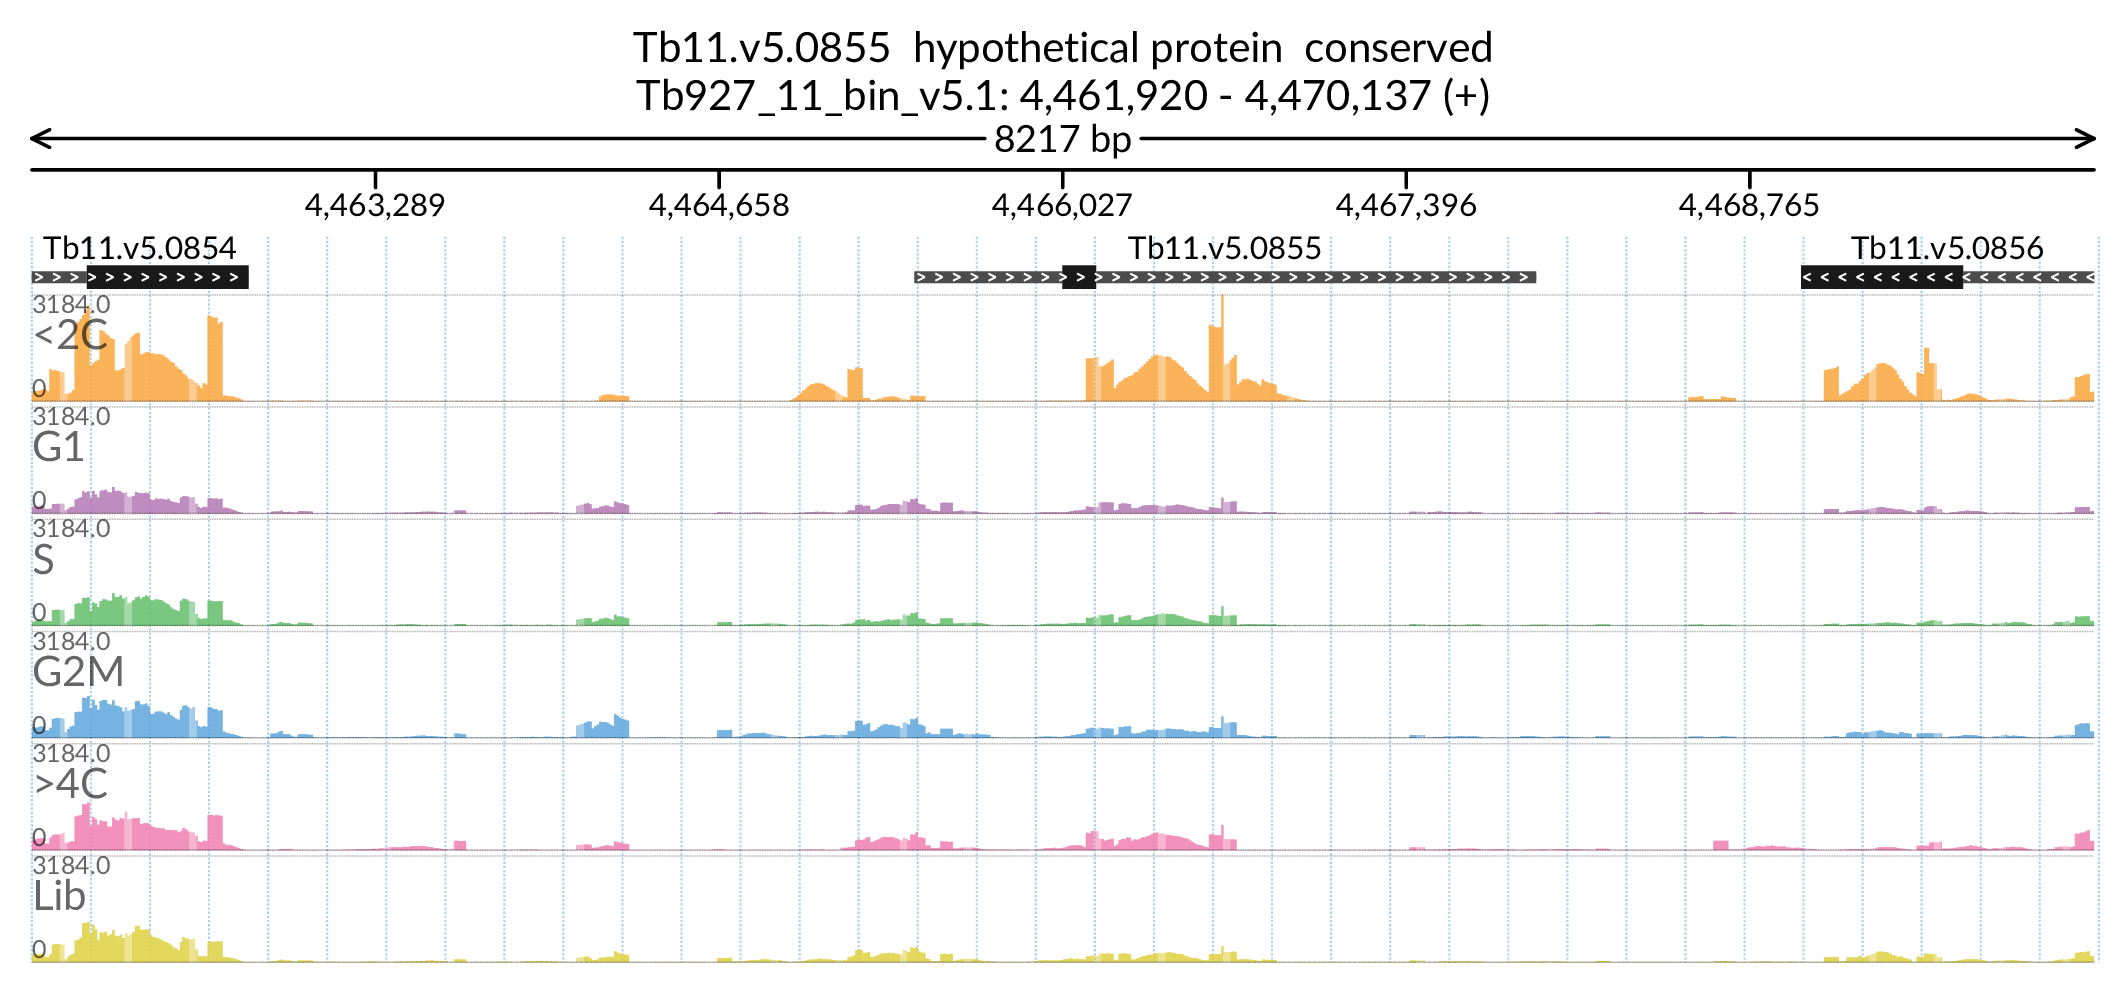 Tb11.v5.0855 hypothetical protein conserved
Tb927_11_bin_v5.1: 4,461,920 - 4,470,137 (+)
8217 bp
4,463,289 4,464,658 4,466,027 4,467,396 4,468,765
Tb11.v5.0854 Tb11.v5.0855 Tb11.v5.0856
3184.0
<2C
0
3184.0
G1
0
3184.0
S
0
3184.0
G2M
0
3184.0
>4C
0
3184.0
Lib
0